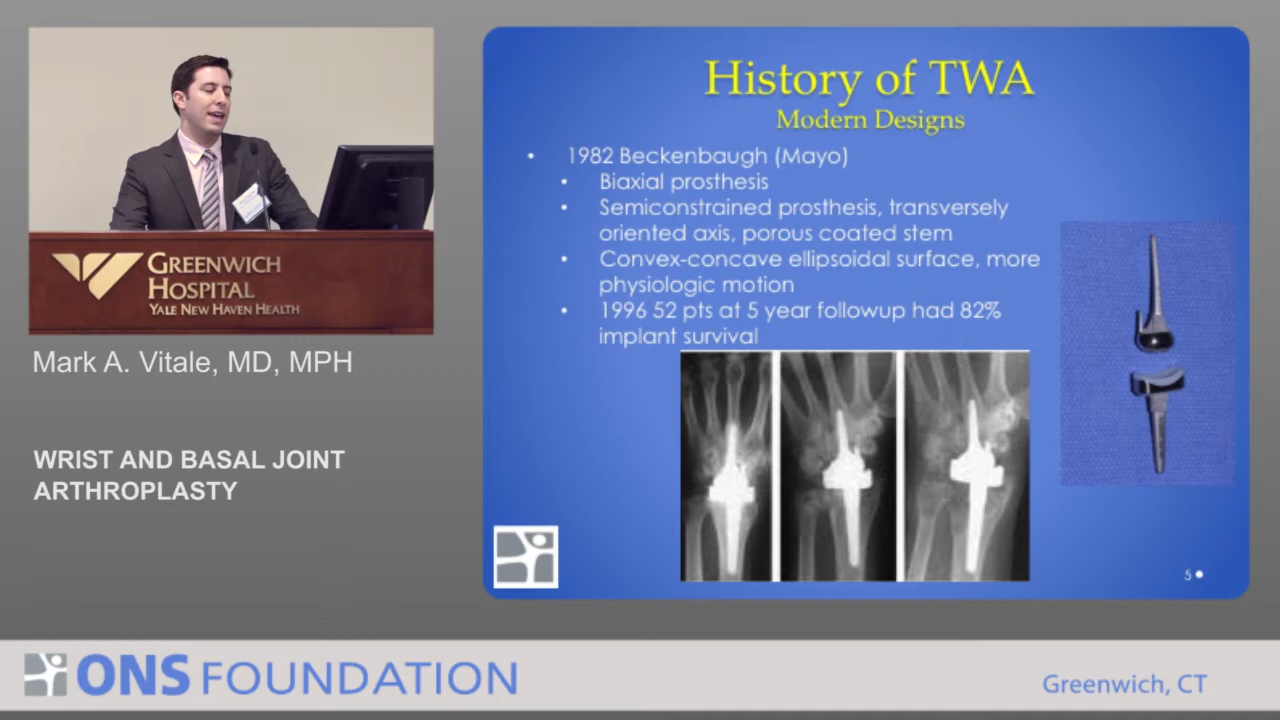 GREENWICH
HOSPITAL
YALE NEW HAVEN HEALTH
Mark A. Vitale, MD, MPH
WRIST AND BASAL JOINT
ARTHROPLASTY
History of TWA
Modern Designs
• 1982 Beckenbaugh (Mayo)
• Biaxial prosthesis
• Semiconstrained prosthesis, transversely
oriented axis, porous coated stem
• Convex-concave ellipsoidal surface, more
physiologic motion
• 1996 52 pts at 5 year followup had 82%
implant survival
5
ONS FOUNDATION
Greenwich, CT